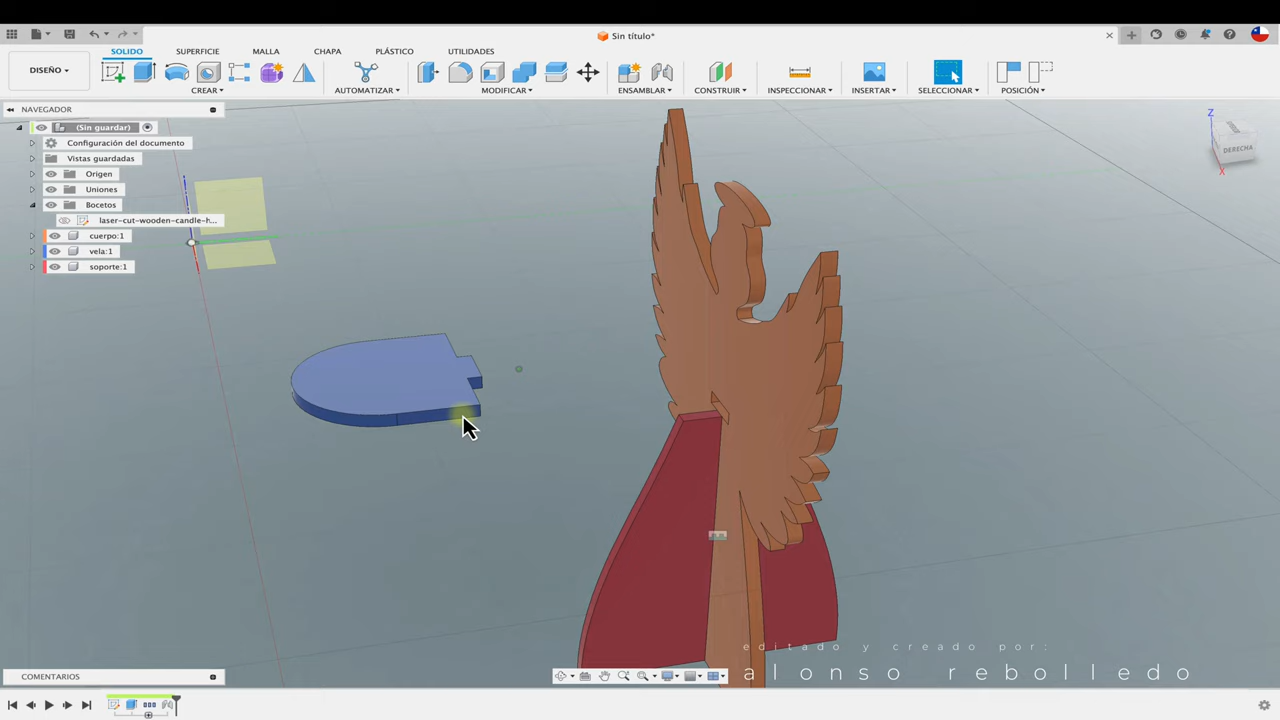 Sin título*
SOLIDO SUPERFICIE MALLA CHAPA PLÁSTICO UTILIDADES
DISEÑO
CREAR AUTOMATIZAR MODIFICAR ENSAMBLAR CONSTRUIR INSPECCIONAR INSERTAR SELECCIONAR POSICIÓN
NAVEGADOR
(Sin guardar)
Configuración del documento
Vistas guardadas
Origen
Uniones
Bocetos
laser-cut-wooden-candle-h...
cuerpo:1
vela:1
soporte:1
Z
DERECHA
X
editado y creado por:
alonso rebolledo
COMENTARIOS